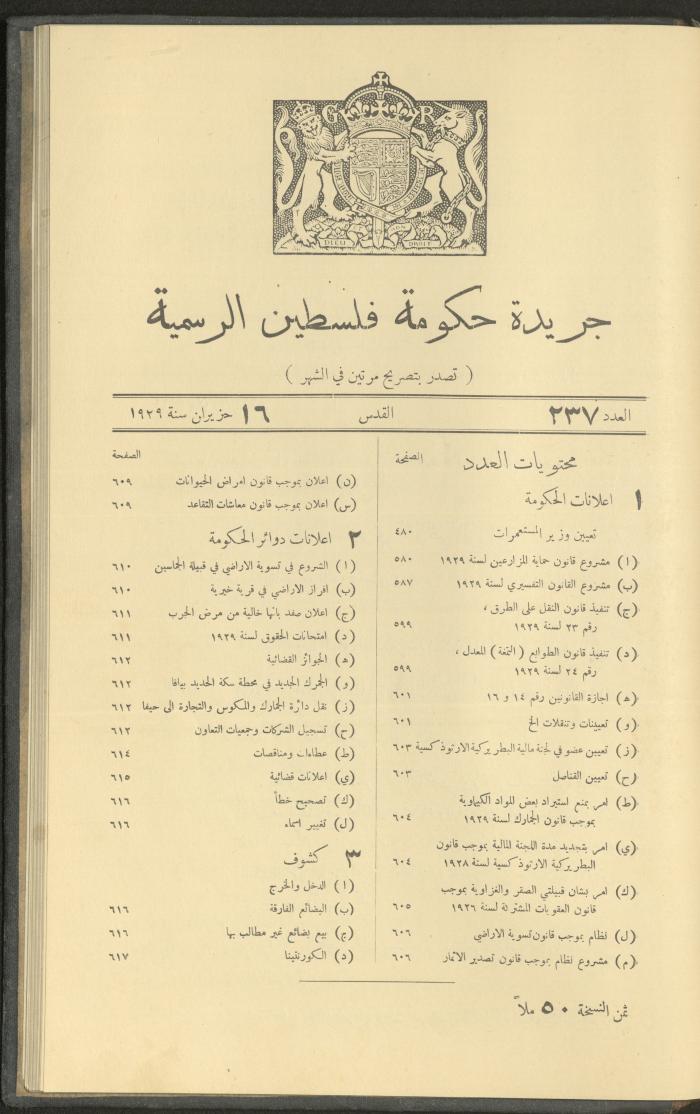 G R
DIEU ET MON DROIT
جريدة حكومة فلسطين الرسمية
( تصدر بتصريح مرتين في الشهر )
العدد ٢٣٧ القدس ١٦ حزيران سنة ١٩٢٩
محتويات العدد الصفحة
١ اعلانات الحكومة
تعيين وزير المستعمرات ٤٨٠
(ا) مشروع قانون حماية المزارعين لسنة ١٩٢٩ ٥٨٠
(ب) مشروع القانون التفسيري لسنة ١٩٢٩ ٥٨٧
(ج) تنفيذ قانون النقل على الطرق ،
رقم ٢٣ لسنة ١٩٢٩ ٥٩٩
(د) تنفيذ قانون الطوابع ( التمغة ) المعدل ،
رقم ٢٤ لسنة ١٩٢٩ ٥٩٩
(ه) اجازة القانونين رقم ١٤ و ١٦ ٦٠١
(و) تعيينات وتنقلات الخ ٦٠١
(ز) تعيين عضو في لجنة مالية البطريركية الارثوذكسية ٦٠٣
(ح) تعيين القناصل ٦٠٣
(ط) امر بمنع استيراد بعض المواد الكيماوية
بموجب قانون الجمارك لسنة ١٩٢٩ ٦٠٤
(ي) امر بتجديد مدة اللجنة المالية بموجب قانون
البطريركية الارثوذكسية لسنة ١٩٢٨ ٦٠٤
(ك) امر بشان قبيلتي الصقر والغزاوية بموجب
قانون العقوبات المشتركة لسنة ١٩٢٦ ٦٠٥
(ل) نظام بموجب قانون تسوية الاراضي ٦٠٦
(م) مشروع نظام بموجب قانون تصدير الاثمار ٦٠٦
الصفحة
(ن) اعلان بموجب قانون امراض الحيوانات ٦٠٩
(س) اعلان بموجب قانون معاشات التقاعد ٦٠٩
٢ اعلانات دوائر الحكومة
(ا) الشروع في تسوية الاراضي في قبيلة الجماسين ٦١٠
(ب) افراز الاراضي في قرية خيرية ٦١٠
(ج) اعلان صفد بانها خالية من مرض الجرب ٦١١
(د) امتحانات الحقوق لسنة ١٩٢٩ ٦١١
(ه) الجوائز القضائية ٦١٢
(و) الجمرك الجديد في محطة سكة الحديد بيافا ٦١٢
(ز) نقل دائرة الجمارك والمكوس والتجارة الى حيفا ٦١٢
(ح) تسجيل الشركات وجمعيات التعاون ٦١٢
(ط) عطاءات ومناقصات ٦١٤
(ي) اعلانات قضائية ٦١٥
(ك) تصحيح خطأ ٦١٦
(ل) تغيير اسماء ٦١٦
٣ كشوف
(ا) الدخل والخرج
(ب) البضائع الفارقة ٦١٦
(ج) بيع بضائع غير مطالب بها ٦١٦
(د) الكورنتينا ٦١٧
ثمن النسخة ٥٠ ملاً